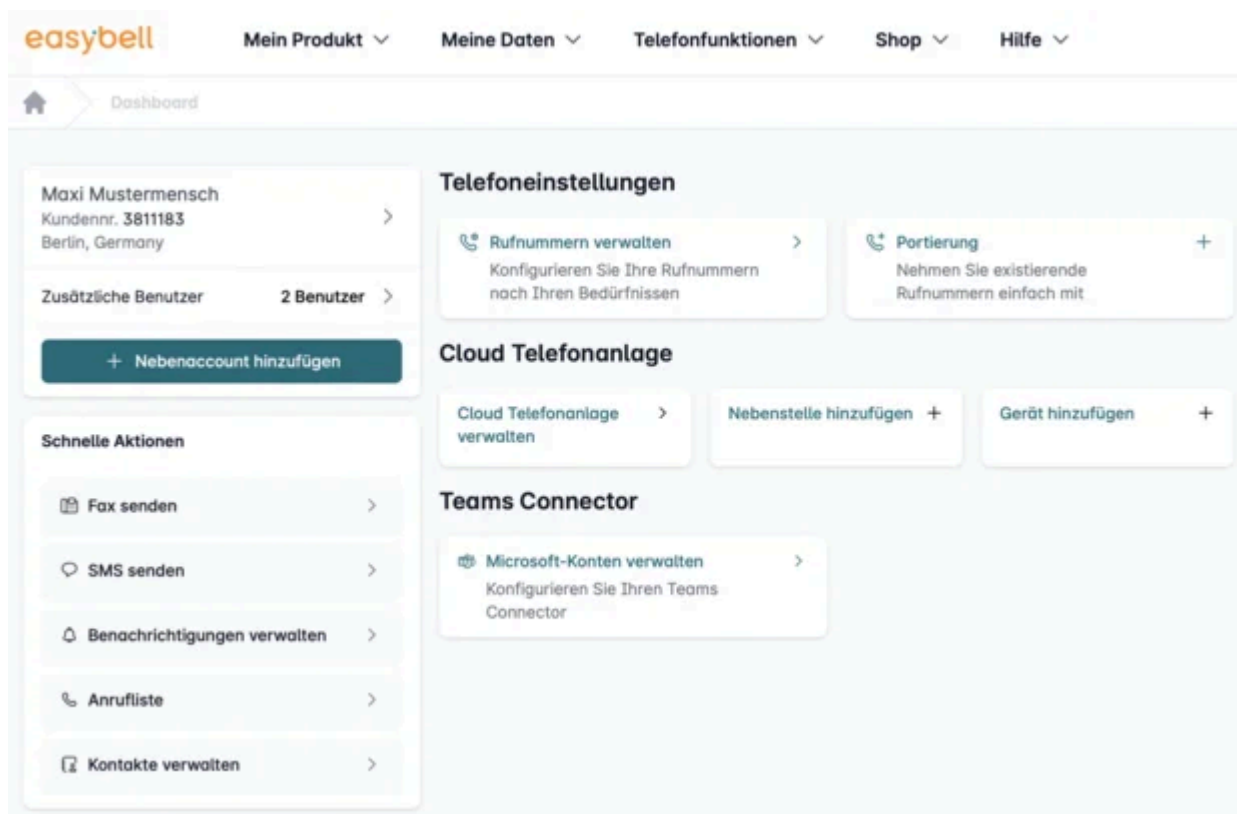 easybell
Mein Produkt
Meine Daten
Telefonfunktionen
Shop
Hilfe
Dashboard
Maxi Mustermensch
Kundennr. 3811183
Berlin, Germany
Zusätzliche Benutzer 2 Benutzer
+ Nebenaccount hinzufügen
Schnelle Aktionen
Fax senden
SMS senden
Benachrichtigungen verwalten
Anrufliste
Kontakte verwalten
Telefoneinstellungen
Rufnummern verwalten
Konfigurieren Sie Ihre Rufnummern
nach Ihren Bedürfnissen
Portierung
Nehmen Sie existierende
Rufnummern einfach mit
Cloud Telefonanlage
Cloud Telefonanlage
verwalten
Nebenstelle hinzufügen +
Gerät hinzufügen +
Teams Connector
Microsoft-Konten verwalten
Konfigurieren Sie Ihren Teams
Connector